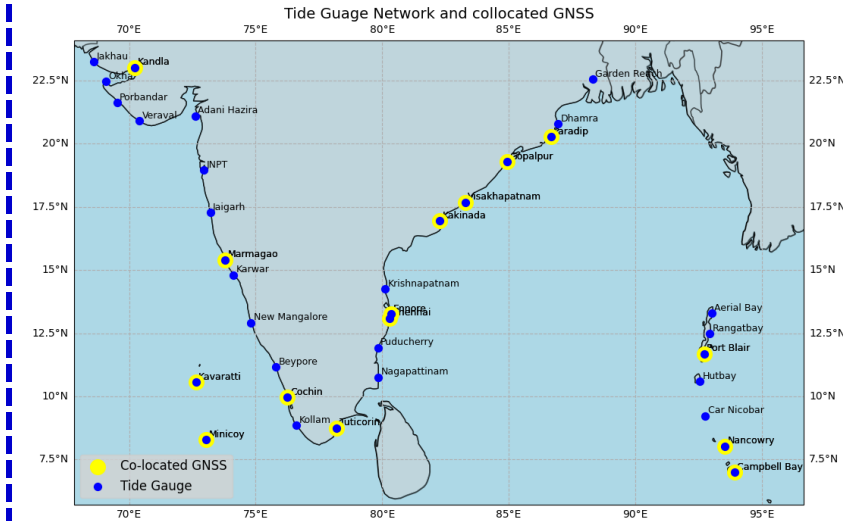 Tide Guage Network and collocated GNSS
70°E 75°E 80°E 85°E 90°E 95°E
Jakhau
Kandla
Okha
22.5°N
Garden Reach
22.5°N
Porbandar
Veraval
Adani Hazira
Dhamra
Paradip
20°N
20°N
JNPT
Gopalpur
17.5°N
Jaigarh
Visakhapatnam
Kakinada
17.5°N
Marmagao
Karwar
15°N
15°N
Krishnapatnam
Ennore
Chennai
Aerial Bay
New Mangalore
Rangatbay
12.5°N
12.5°N
Puducherry
Port Blair
Beypore
Kavaratti
Nagapattinam
Hutbay
10°N
Cochin
10°N
Kollam
Tuticorin
Car Nicobar
Minicoy
Nancowry
7.5°N
Campbell Bay
7.5°N
Co-located GNSS
Tide Gauge
70°E 75°E 80°E 85°E 90°E 95°E